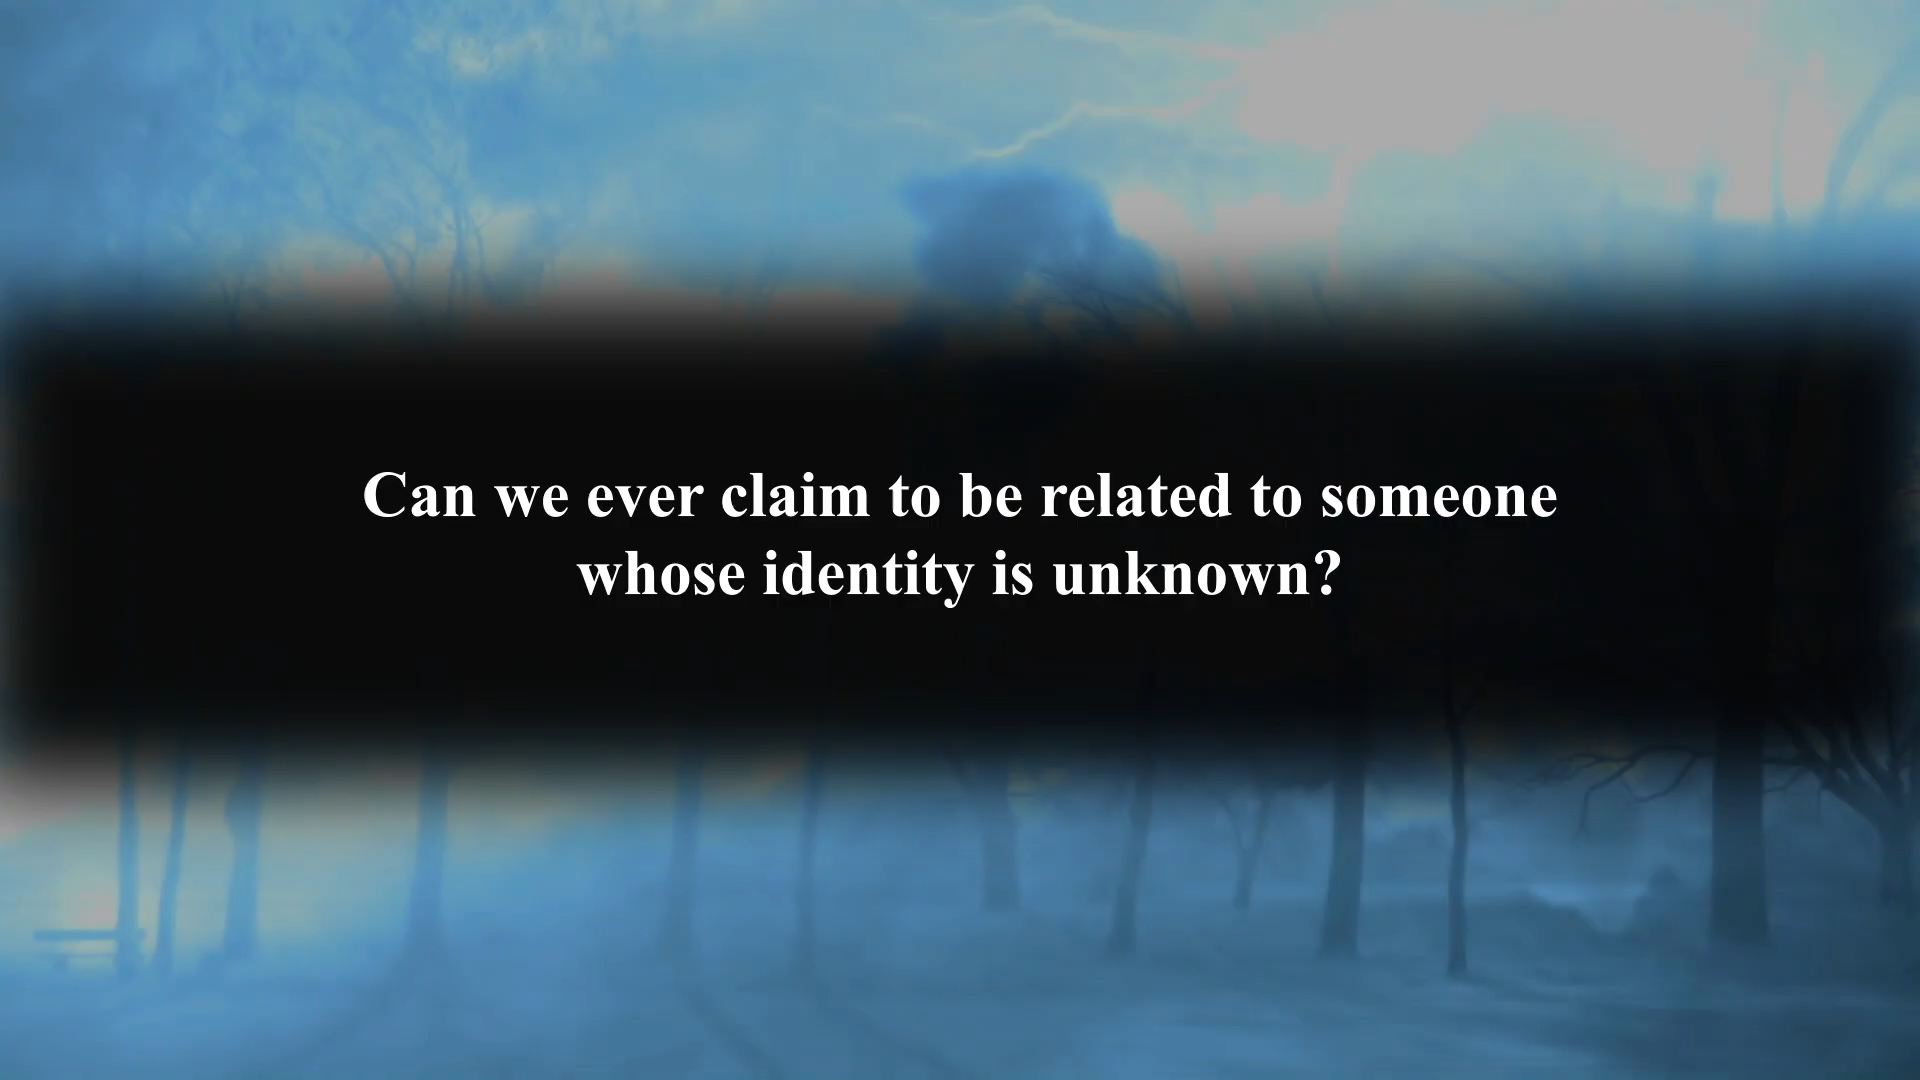 Can we ever claim to be related to someone
whose identity is unknown?